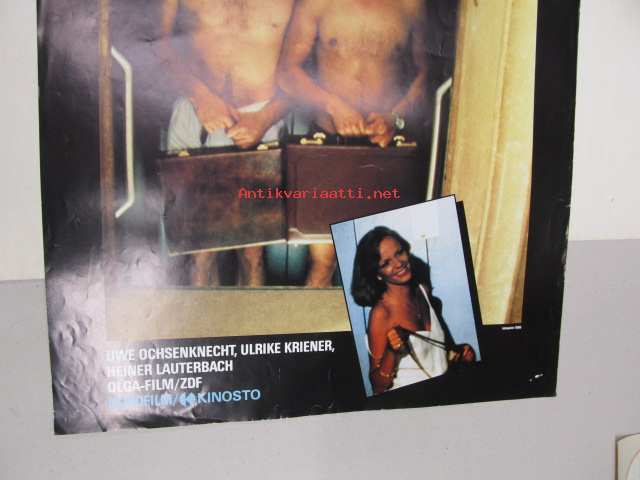 Antikvariaatti.net
UWE OCHSENKNECHT, ULRIKE KRIENER,
HEINER LAUTERBACH
OLGA-FILM/ZDF
KINOSTO